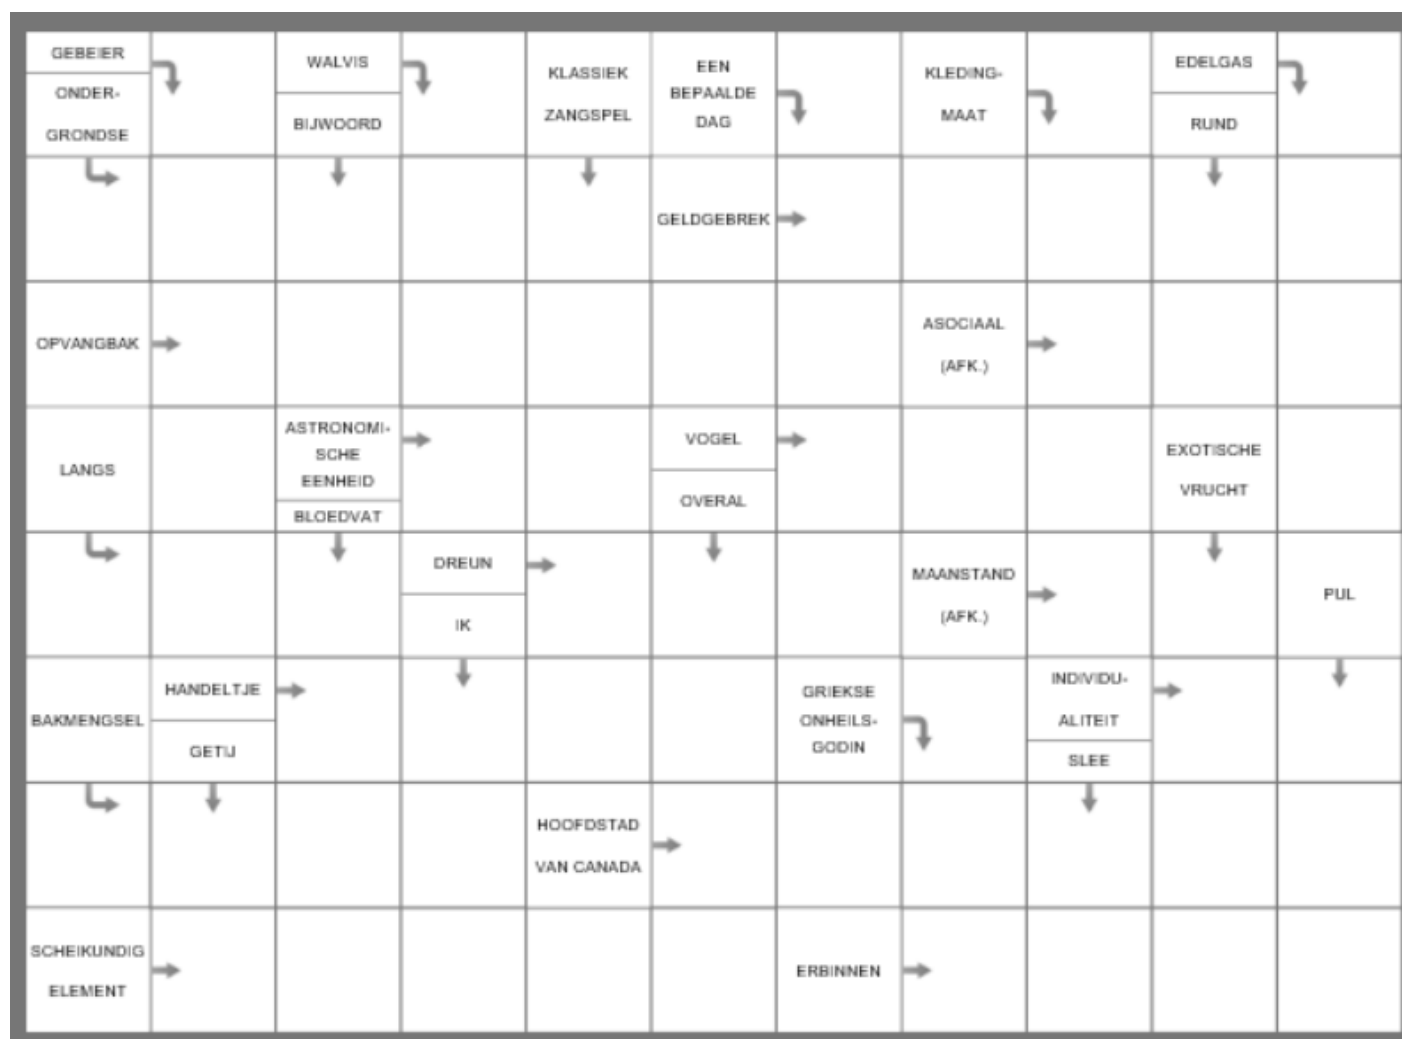 GEBEIER
ONDER-
GRONDSE
WALVIS
BIJWOORD
KLASSIEK
ZANGSPEL
EEN
BEPAALDE
DAG
KLEDING-
MAAT
EDELGAS
RUND
GELDGEBREK
OPVANGBAK
ASOCIAAL
(AFK.)
LANGS
ASTRONOMI-
SCHE
EENHEID
BLOEDVAT
VOGEL
OVERAL
EXOTISCHE
VRUCHT
DREUN
IK
MAANSTAND
(AFK.)
PUL
BAKMENGSEL
HANDELTJE
GETIJ
GRIEKSE
ONHEILS-
GODIN
INDIVIDU-
ALITEIT
SLEE
HOOFDSTAD
VAN CANADA
SCHEIKUNDIG
ELEMENT
ERBINNEN